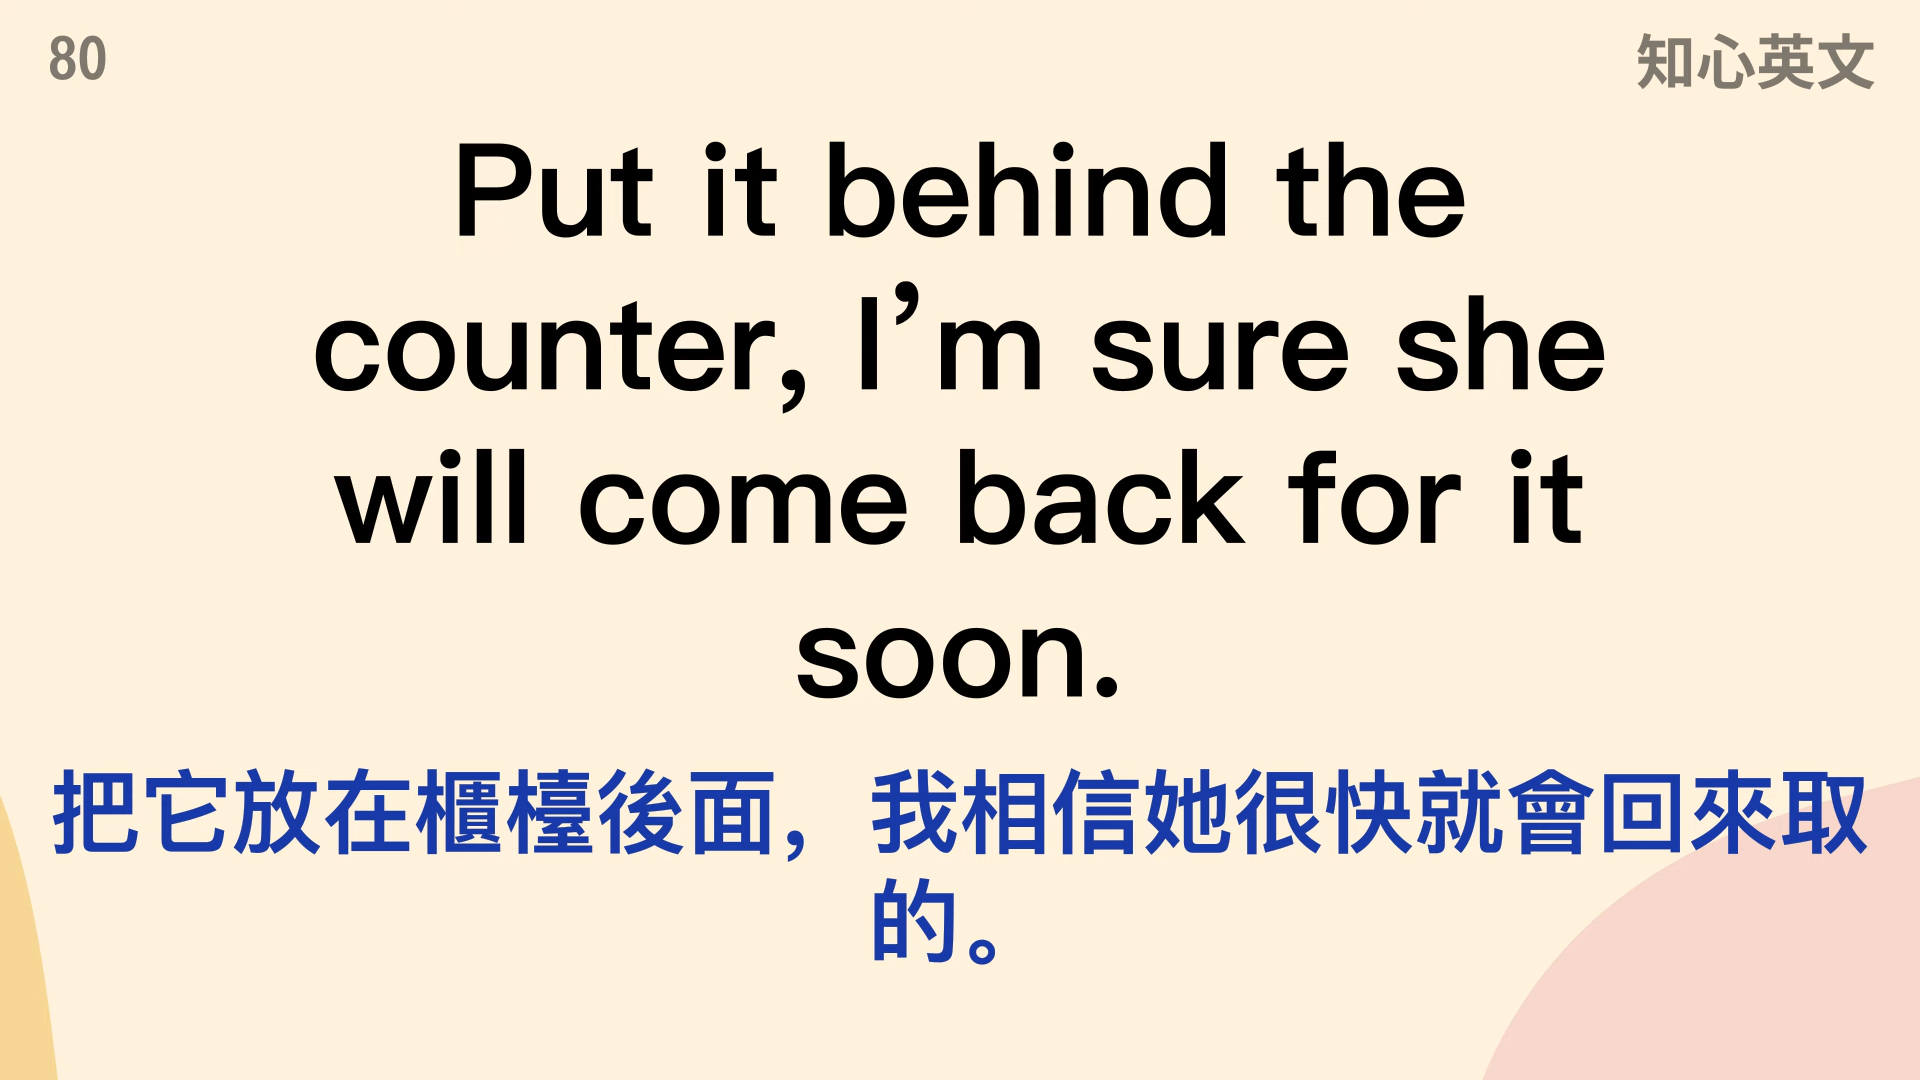 80
知心英文
Put it behind the
counter, I’m sure she
will come back for it
soon.
把它放在櫃檯後面，我相信她很快就會回來取
的。